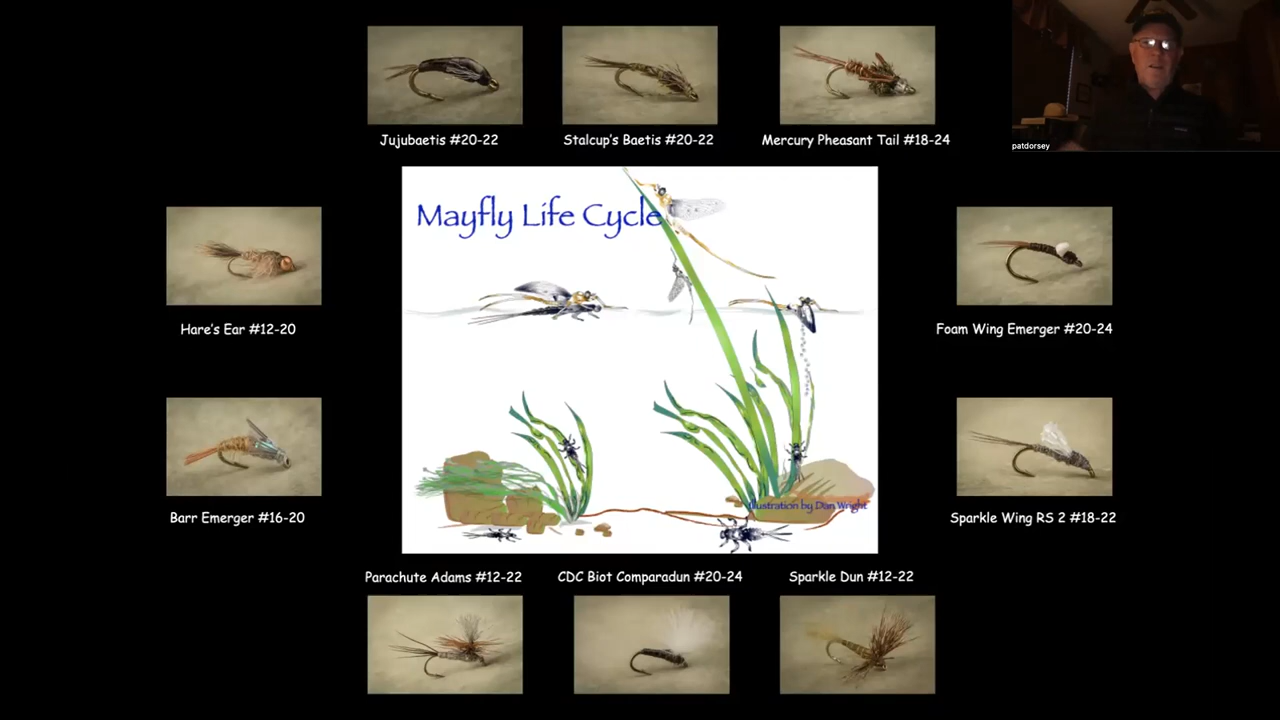 Jujubaetis #20-22
Stalcup's Baetis #20-22
Mercury Pheasant Tail #18-24
patdorsey
Mayfly Life Cycle
Hare's Ear #12-20
Foam Wing Emerger #20-24
Barr Emerger #16-20
Illustration by Dan Wright
Sparkle Wing RS 2 #18-22
Parachute Adams #12-22
CDC Biot Comparadun #20-24
Sparkle Dun #12-22